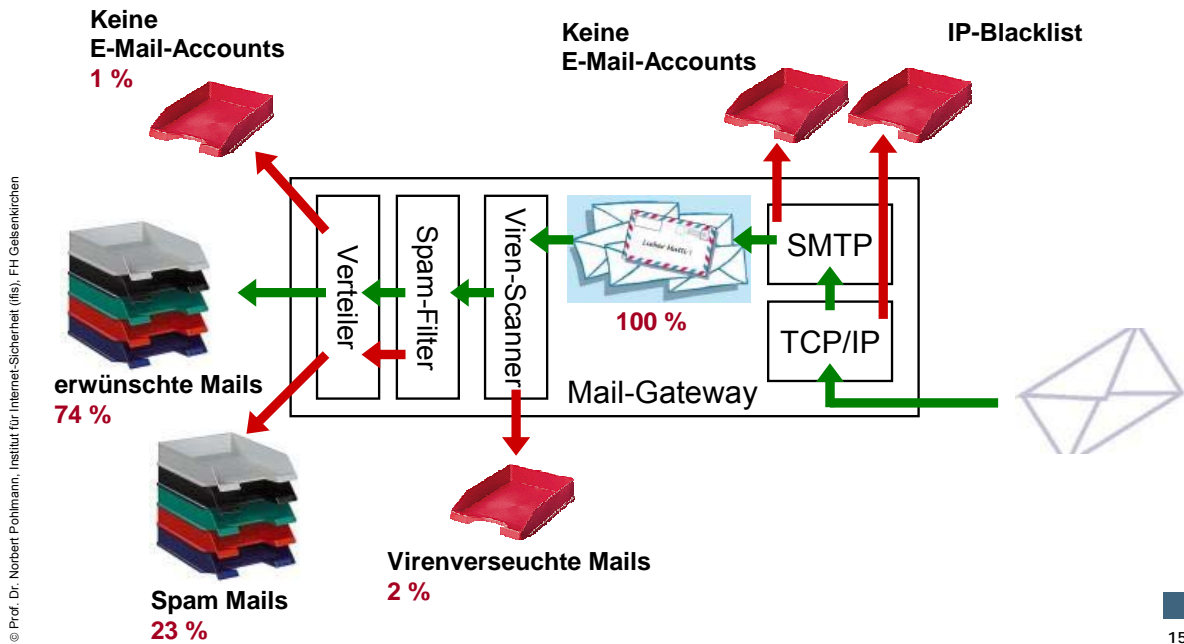 Keine
E-Mail-Accounts
1 %
Keine
E-Mail-Accounts
IP-Blacklist
Verteiler
Spam-Filter
Viren-Scanner
Lieber Matti!
100 %
SMTP
TCP/IP
Mail-Gateway
erwünschte Mails
74 %
Spam Mails
23 %
Virenverseuchte Mails
2 %
© Prof. Dr. Norbert Pohlmann, Institut für Internet-Sicherheit (ifis), FH Gelsenkirchen
15